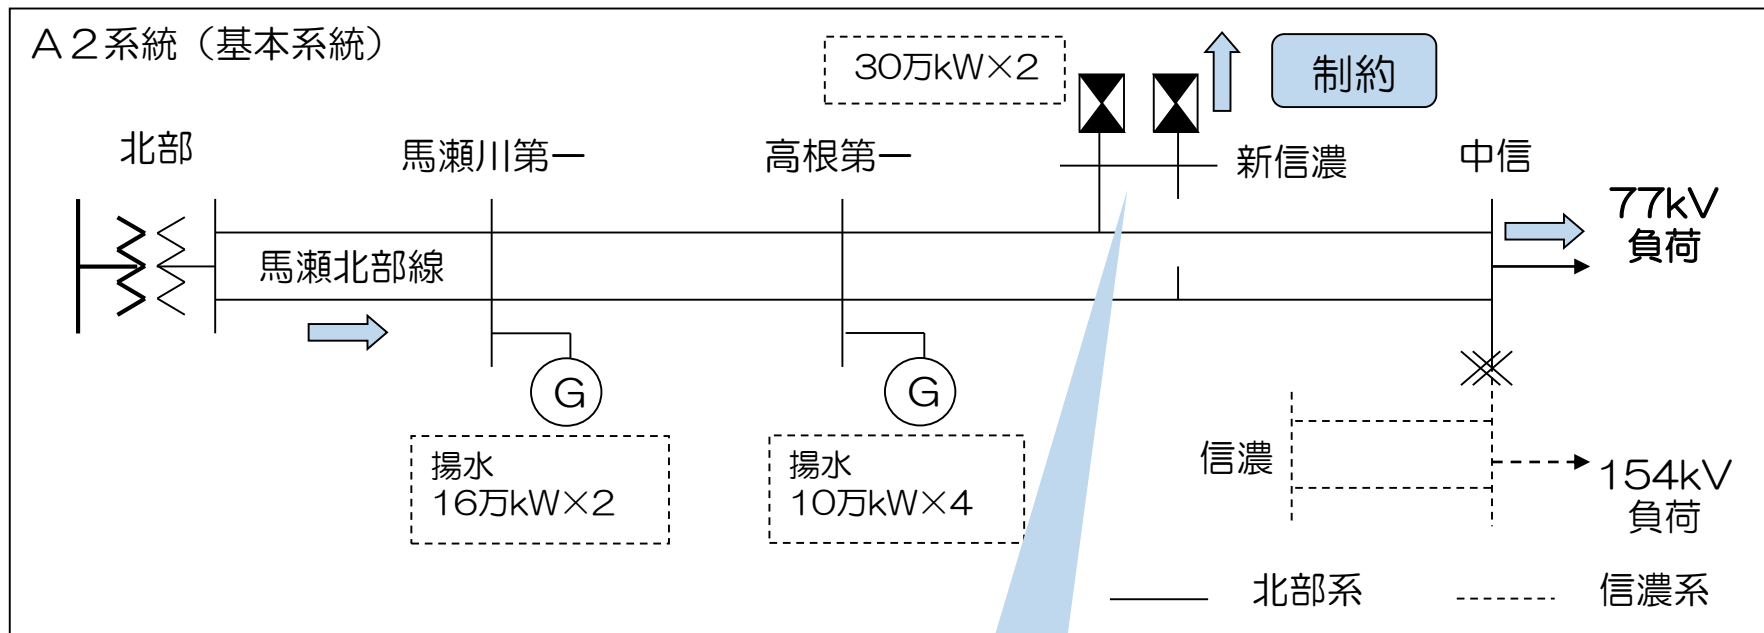 A2系統（基本系統）
30万kW×2
制約
北部
馬瀬川第一
高根第一
新信濃
中信
77kV
負荷
馬瀬北部線
G
G
揚水
16万kW×2
揚水
10万kW×4
信濃
154kV
負荷
北部系
信濃系